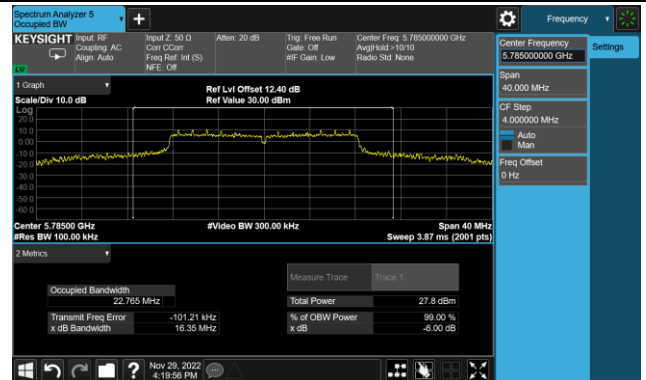 Spectrum Analyzer 5
Occupied BW
Frequency
KEYSIGHT
Input: RF
Coupling: AC
Align: Auto
Input Z: 50 Ω
Corr CCorr
Freq Ref: Int (S)
NFE: Off
Atten: 20 dB
Trig: Free Run
Gate: Off
#IF Gain: Low
Center Freq: 5.785000000 GHz
Avg|Hold:>10/10
Radio Std: None
Center Frequency
5.785000000 GHz
Settings
Span
40.000 MHz
CF Step
4.000000 MHz
Auto
Man
Freq Offset
0 Hz
1 Graph
Scale/Div 10.0 dB
Ref Lvl Offset 12.40 dB
Ref Value 30.00 dBm
Log
20.0
10.0
0.00
-10.0
-20.0
-30.0
-40.0
-50.0
-60.0
Center 5.78500 GHz
#Res BW 100.00 kHz
#Video BW 300.00 kHz
Span 40 MHz
Sweep 3.87 ms (2001 pts)
2 Metrics
Measure Trace
Trace 1
Occupied Bandwidth
22.765 MHz
Total Power
27.8 dBm
Transmit Freq Error
-101.21 kHz
% of OBW Power
99.00 %
x dB Bandwidth
16.35 MHz
x dB
-6.00 dB
Nov 29, 2022
4:19:56 PM